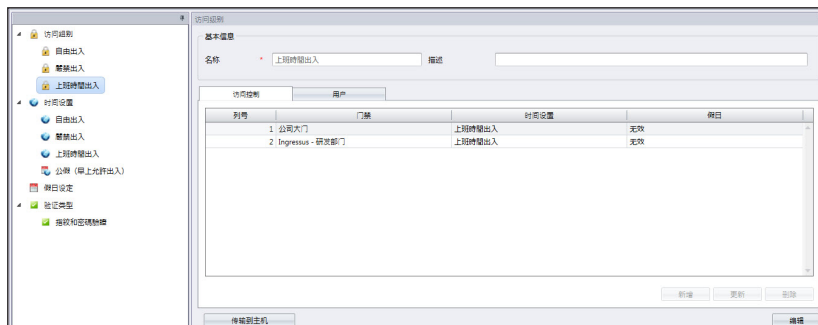 访问組别
自由出入
嚴禁出入
上班時間出入
时间设置
自由出入
嚴禁出入
上班時間出入
公假（早上允許出入）
假日设定
验证类型
指紋和密碼驗證
访问組别
基本信息
名称 * 上班時間出入 描述
访问控制 用户
列号 门禁 时间设置 假日
1 公司大门 上班時間出入 无效
2 Ingressus - 研发部门 上班時間出入 无效
新增 更新 刪除
传输到主机 编辑